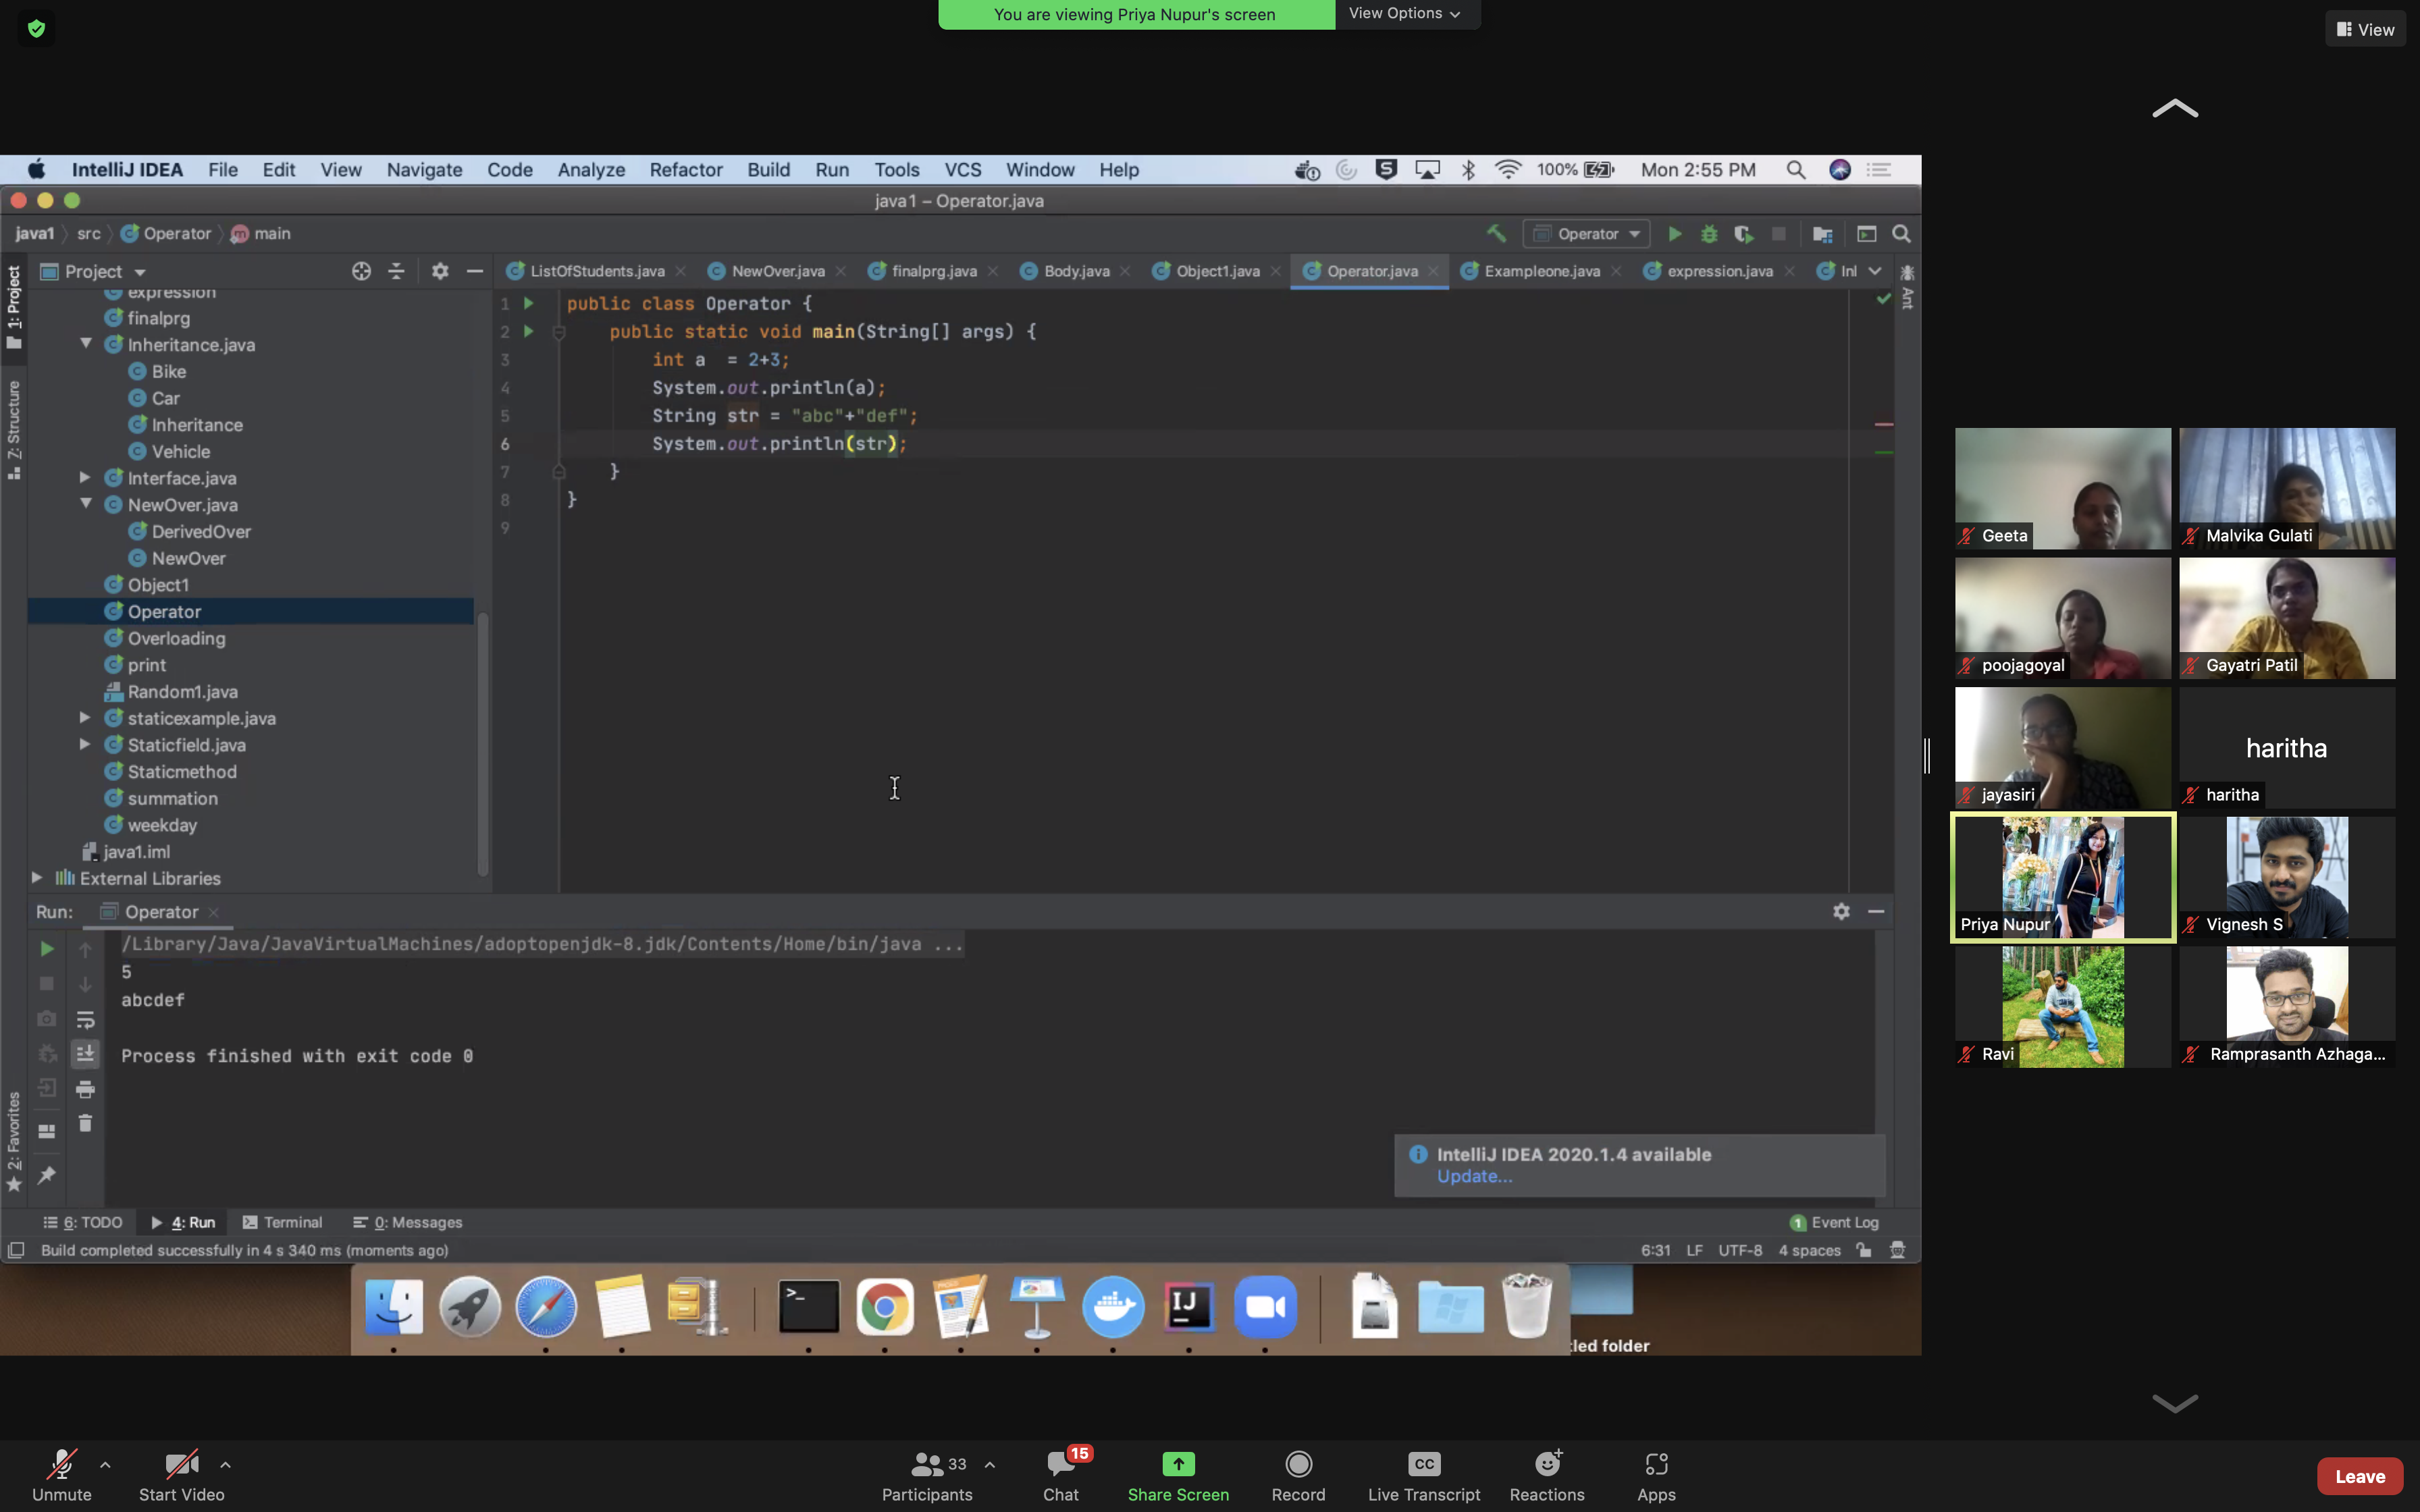 You are viewing Priya Nupur's screen
View Options
View
IntelliJ IDEA File Edit View Navigate Code Analyze Refactor Build Run Tools VCS Window Help
100%
Mon 2:55 PM
java1 – Operator.java
java1 src Operator main
Operator
1: Project
7: Structure
2: Favorites
Project
ListOfStudents.java
NewOver.java
finalprg.java
Body.java
Object1.java
Operator.java
Exampleone.java
expression.java
Inl
Ant
expression
finalprg
Inheritance.java
Bike
Car
Inheritance
Vehicle
Interface.java
NewOver.java
DerivedOver
NewOver
Object1
Operator
Overloading
print
Random1.java
staticexample.java
Staticfield.java
Staticmethod
summation
weekday
java1.iml
External Libraries
1 public class Operator {
2 public static void main(String[] args) {
3 int a  = 2+3;
4 System.out.println(a);
5 String str = "abc"+"def";
6 System.out.println(str);
7 }
8 }
9
Run: Operator
/Library/Java/JavaVirtualMachines/adoptopenjdk-8.jdk/Contents/Home/bin/java ...
5
abcdef
Process finished with exit code 0
IntelliJ IDEA 2020.1.4 available
Update...
6: TODO
4: Run
Terminal
0: Messages
1 Event Log
Build completed successfully in 4 s 340 ms (moments ago)
6:31 LF UTF-8 4 spaces
>_
IJ
tled folder
Geeta
Malvika Gulati
poojagoyal
Gayatri Patil
jayasiri
haritha
haritha
Priya Nupur
Vignesh S
Ravi
Ramprasanth Azhaga...
Unmute
Start Video
33
Participants
15
Chat
Share Screen
Record
CC
Live Transcript
Reactions
Apps
Leave